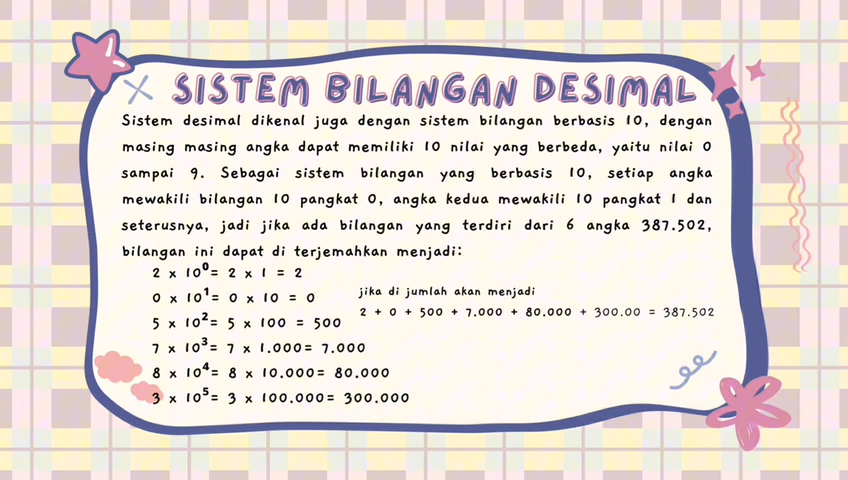 SISTEM BILANGAN DESIMAL
Sistem desimal dikenal juga dengan sistem bilangan berbasis 10, dengan
masing masing angka dapat memiliki 10 nilai yang berbeda, yaitu nilai 0
sampai 9. Sebagai sistem bilangan yang berbasis 10, setiap angka
mewakili bilangan 10 pangkat 0, angka kedua mewakili 10 pangkat 1 dan
seterusnya, jadi jika ada bilangan yang terdiri dari 6 angka 387.502,
bilangan ini dapat di terjemahkan menjadi:
2 x 10⁰= 2 x 1 = 2
0 x 10¹= 0 x 10 = 0
5 x 10²= 5 x 100 = 500
7 x 10³= 7 x 1.000= 7.000
8 x 10⁴= 8 x 10.000= 80.000
3 x 10⁵= 3 x 100.000= 300.000
jika di jumlah akan menjadi
2 + 0 + 500 + 7.000 + 80.000 + 300.00 = 387.502